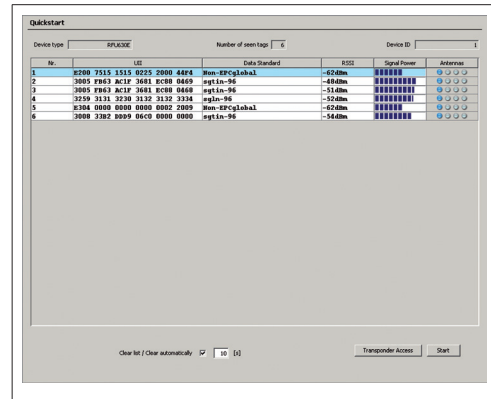 Quickstart
Device type RFU630E Number of seen tags 6 Device ID 1
Nr. UII Data Standard RSSI Signal Power Antennas
1 E200 7515 1515 0225 2000 44F4 Non-EPCglobal -62dBm
2 3005 FB63 AC1F 3681 EC88 0469 sgtin-96 -48dBm
3 3005 FB63 AC1F 3681 EC88 0468 sgtin-96 -51dBm
4 3259 3131 3230 3132 3132 3334 sgln-96 -52dBm
5 E304 0000 0000 0000 0002 2009 Non-EPCglobal -62dBm
6 3008 33B2 DDD9 06C0 0000 0000 sgtin-96 -54dBm
Clear list / Clear automatically 10 [s] Transponder Access Start